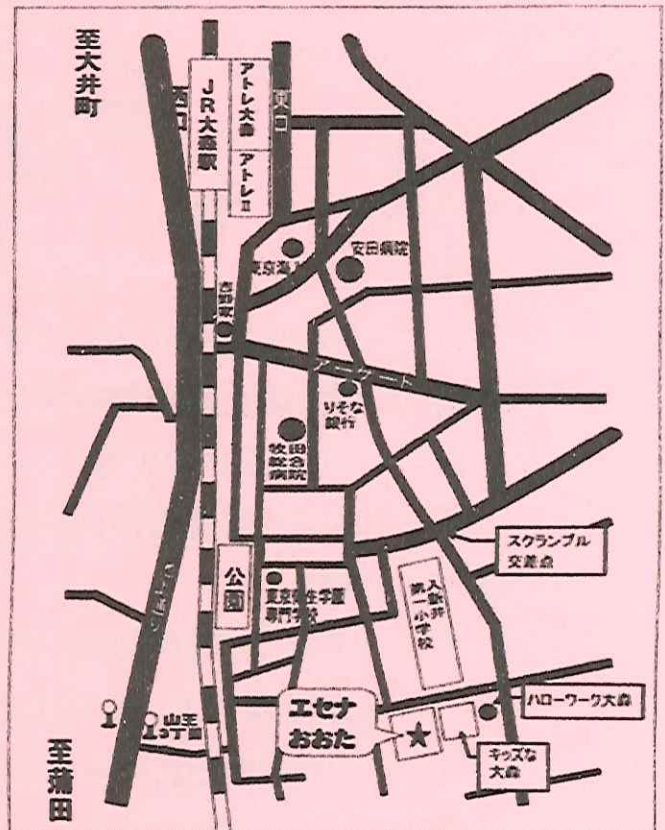 至大井町
西口
JR大森駅
アトレ大森
アトレⅡ
東口
東京海上
安田病院
吉野家
アーケード
りそな
銀行
牧田
総合
病院
スクランブル
交差点
公園
東京衛生学園
専門学校
入新井
第一小学校
エセナ
おおた
ハローワーク大森
キッズな
大森
山王
3丁目
至蒲田